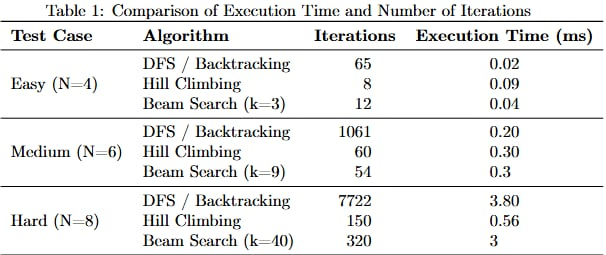 Table 1: Comparison of Execution Time and Number of Iterations
Test Case Algorithm Iterations Execution Time (ms)
DFS / Backtracking 65 0.02
Easy (N=4) Hill Climbing 8 0.09
Beam Search (k=3) 12 0.04
DFS / Backtracking 1061 0.20
Medium (N=6) Hill Climbing 60 0.30
Beam Search (k=9) 54 0.3
DFS / Backtracking 7722 3.80
Hard (N=8) Hill Climbing 150 0.56
Beam Search (k=40) 320 3